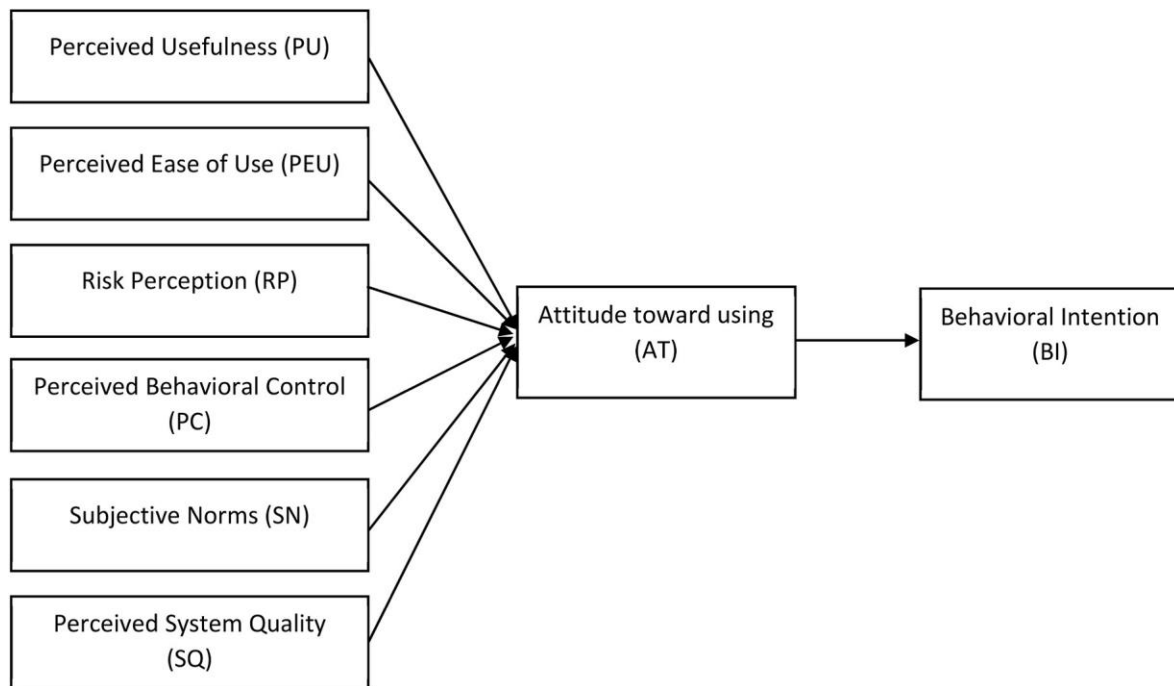 Perceived Usefulness (PU)
Perceived Ease of Use (PEU)
Risk Perception (RP)
Perceived Behavioral Control
(PC)
Subjective Norms (SN)
Perceived System Quality
(SQ)
Attitude toward using
(AT)
Behavioral Intention
(BI)